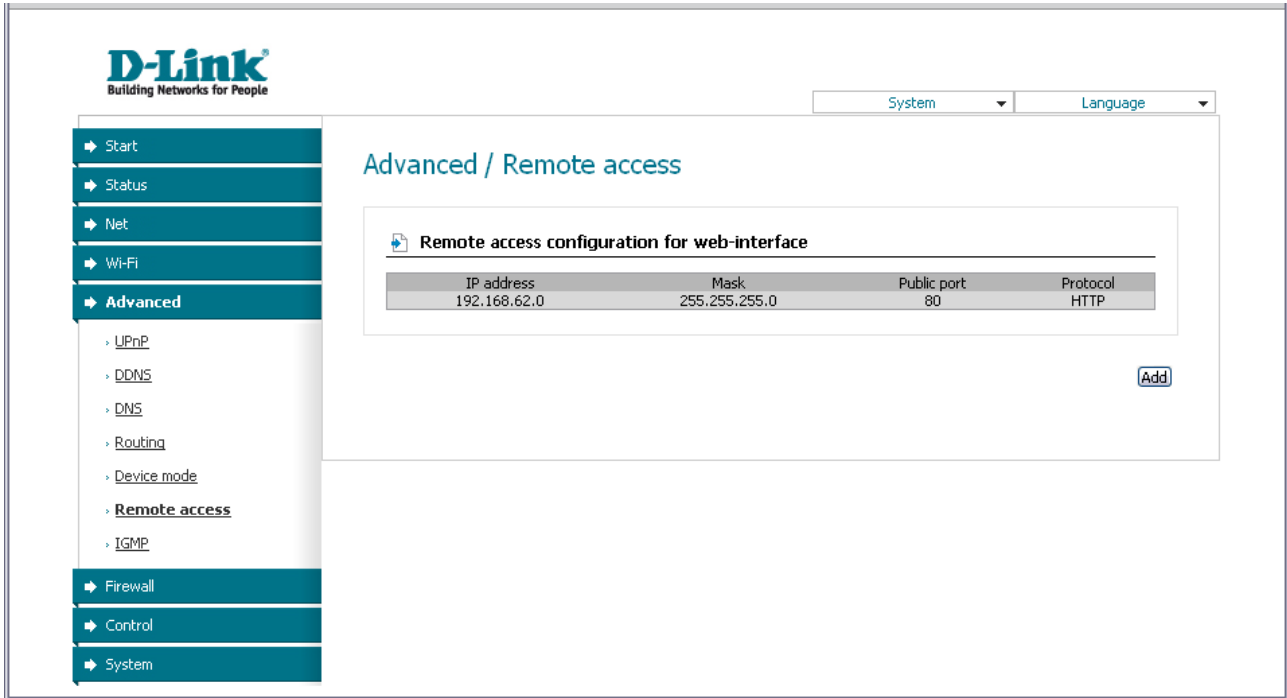 D-Link
Building Networks for People
System Language
Start
Status
Net
Wi-Fi
Advanced
UPnP
DDNS
DNS
Routing
Device mode
Remote access
IGMP
Firewall
Control
System
Advanced / Remote access
Remote access configuration for web-interface
IP address Mask Public port Protocol
192.168.62.0 255.255.255.0 80 HTTP
Add